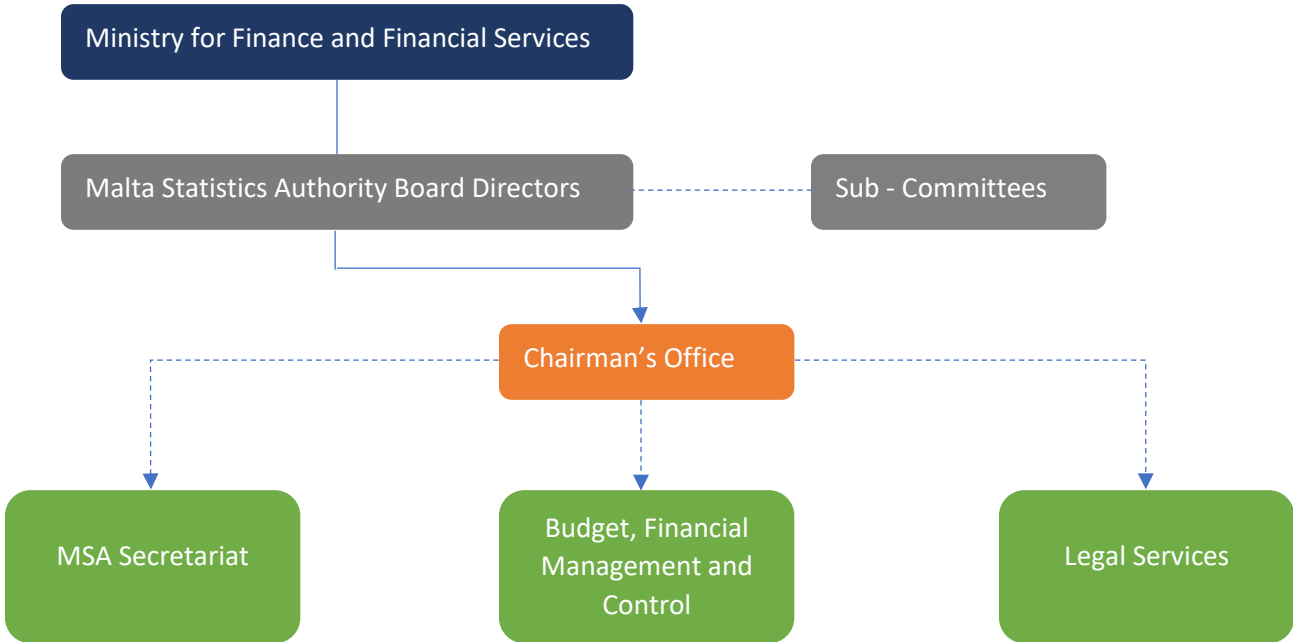 Ministry for Finance and Financial Services
Malta Statistics Authority Board Directors
Sub - Committees
Chairman’s Office
MSA Secretariat
Budget, Financial
Management and
Control
Legal Services